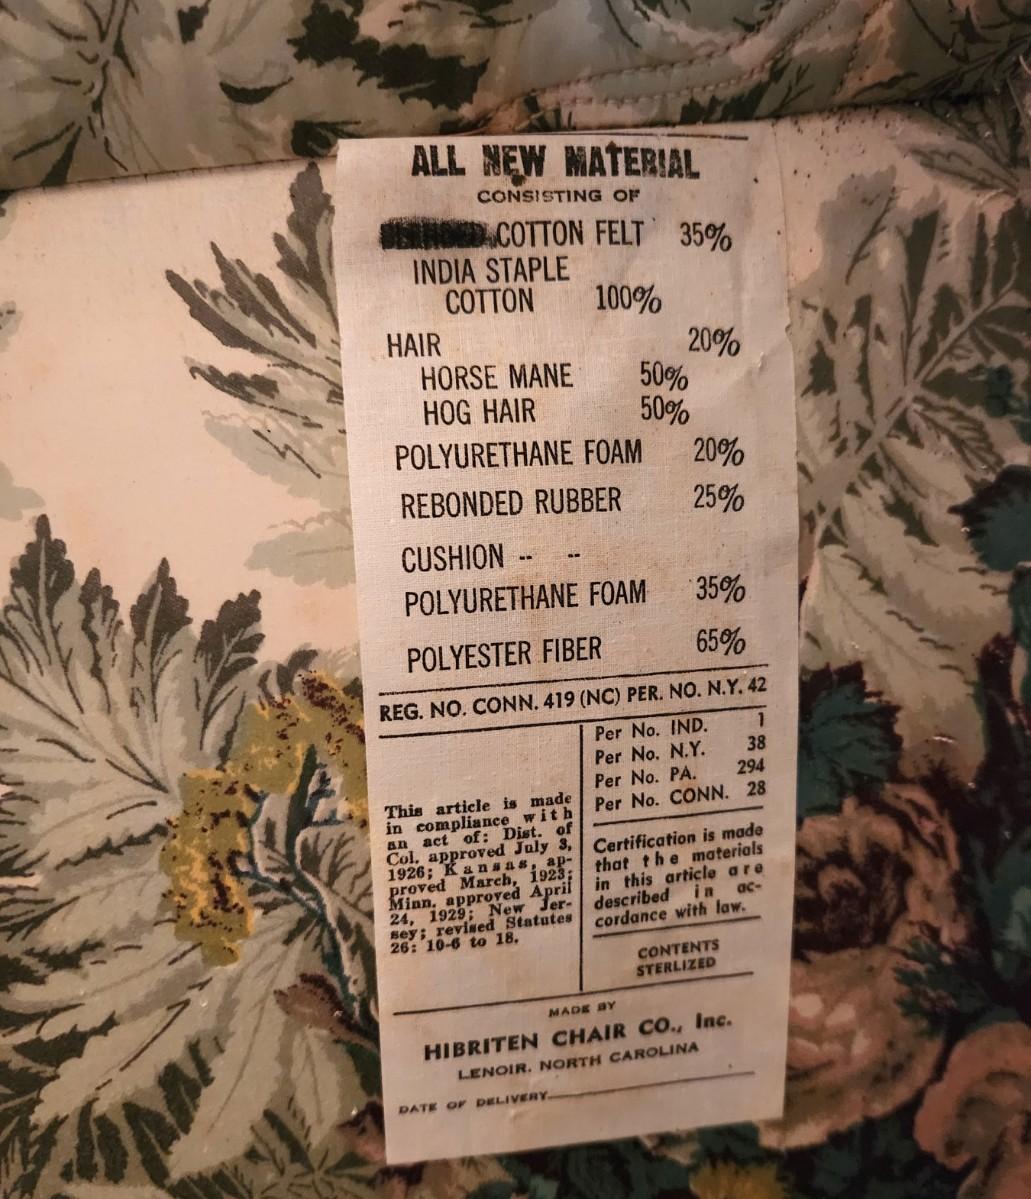 ALL NEW MATERIAL
CONSISTING OF
COTTON FELT 35%
INDIA STAPLE
COTTON 100%
HAIR 20%
HORSE MANE 50%
HOG HAIR 50%
POLYURETHANE FOAM 20%
REBONDED RUBBER 25%
CUSHION -- --
POLYURETHANE FOAM 35%
POLYESTER FIBER 65%
REG. NO. CONN. 419 (NC) PER. NO. N.Y. 42
This article is made
in compliance with
an act of: Dist. of
Col. approved July 3,
1926; Kansas, ap-
proved March, 1923;
Minn. approved April
24, 1929; New Jer-
sey; revised Statutes
26: 10-6 to 18.
Per No. IND. 1
Per No. N.Y. 38
Per No. PA. 294
Per No. CONN. 28
Certification is made
that the materials
in this article are
described in ac-
cordance with law.
CONTENTS
STERLIZED
MADE BY
HIBRITEN CHAIR CO., Inc.
LENOIR, NORTH CAROLINA
DATE OF DELIVERY